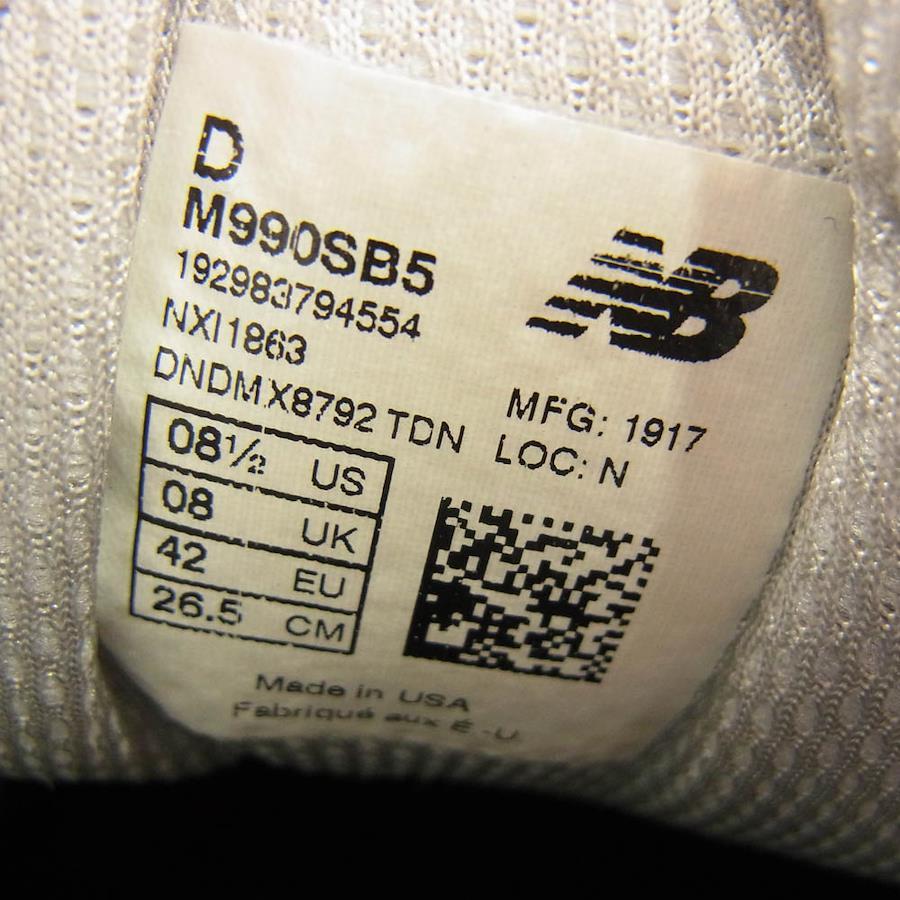 D
M990SB5
192983794554
NXI1863
DNDMX8792 TDN
NB
MFG: 1917
LOC: N
08½ US
08 UK
42 EU
26.5 CM
Made in USA
Fabriqué aux É -U